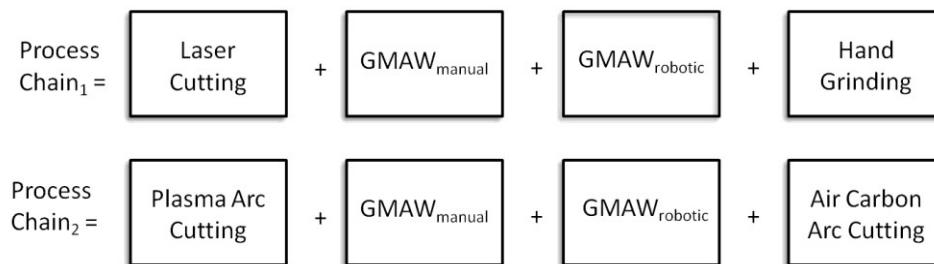 Process
Chain₁ =
Laser
Cutting
+
GMAWmanual
+
GMAWrobotic
+
Hand
Grinding
Process
Chain₂ =
Plasma Arc
Cutting
+
GMAWmanual
+
GMAWrobotic
+
Air Carbon
Arc Cutting